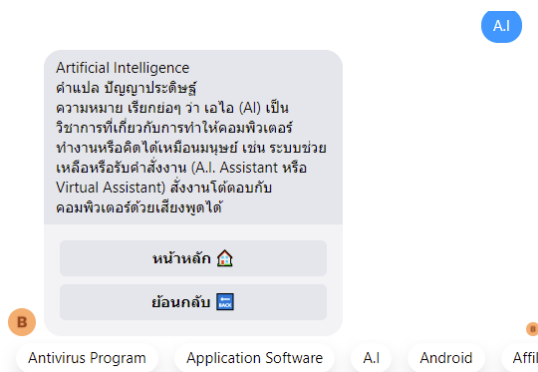 A.I
Artificial Intelligence
คำแปล ปัญญาประดิษฐ์
ความหมาย เรียกย่อๆ ว่า เอไอ (AI) เป็น
วิชาการที่เกี่ยวกับการทำให้คอมพิวเตอร์
ทำงานหรือคิดได้เหมือนมนุษย์ เช่น ระบบช่วย
เหลือหรือรับคำสั่งงาน (A.I. Assistant หรือ
Virtual Assistant) สั่งงานโต้ตอบกับ
คอมพิวเตอร์ด้วยเสียงพูดได้
หน้าหลัก
ย้อนกลับ BACK
B
B
Antivirus Program Application Software A.I Android Affil